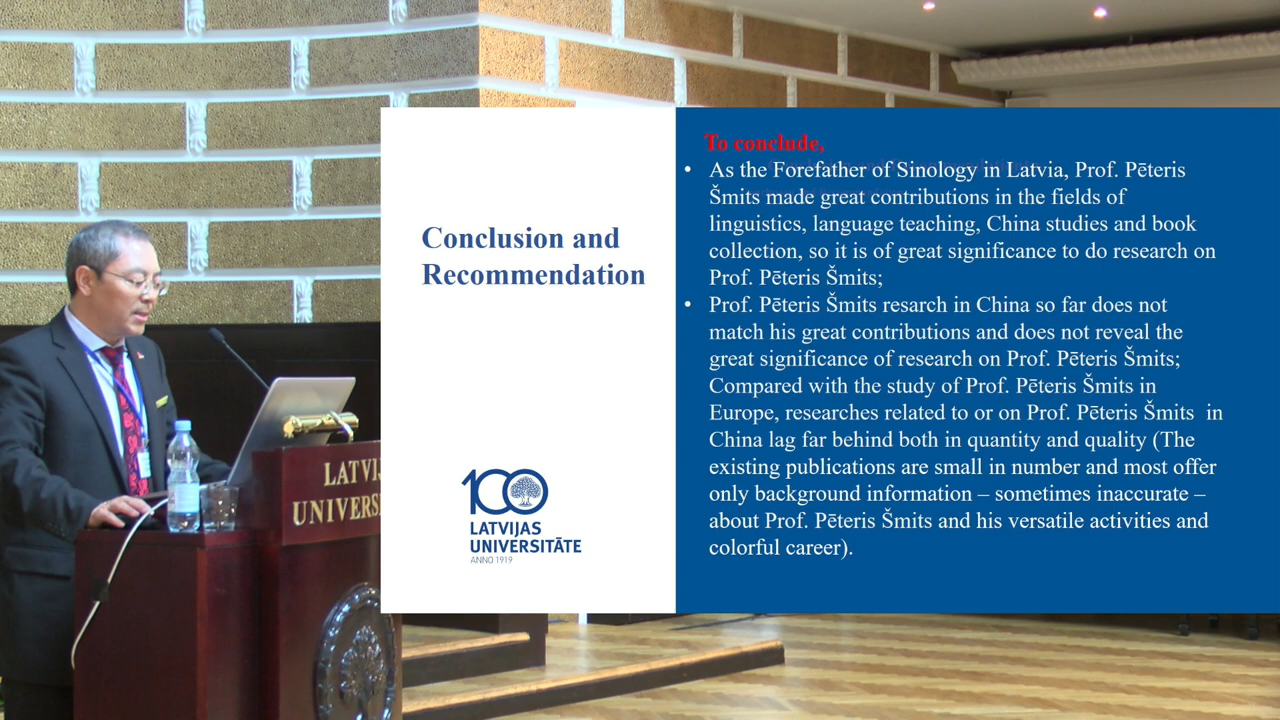 Conclusion and
Recommendation
100
LATVIJAS
UNIVERSITĀTE
ANNO 1919
To conclude,
• As the Forefather of Sinology in Latvia, Prof. Pēteris
Šmits made great contributions in the fields of
linguistics, language teaching, China studies and book
collection, so it is of great significance to do research on
Prof. Pēteris Šmits;
• Prof. Pēteris Šmits resarch in China so far does not
match his great contributions and does not reveal the
great significance of research on Prof. Pēteris Šmits;
Compared with the study of Prof. Pēteris Šmits in
Europe, researches related to or on Prof. Pēteris Šmits in
China lag far behind both in quantity and quality (The
existing publications are small in number and most offer
only background information – sometimes inaccurate –
about Prof. Pēteris Šmits and his versatile activities and
colorful career).
LATVIJ
UNIVERS